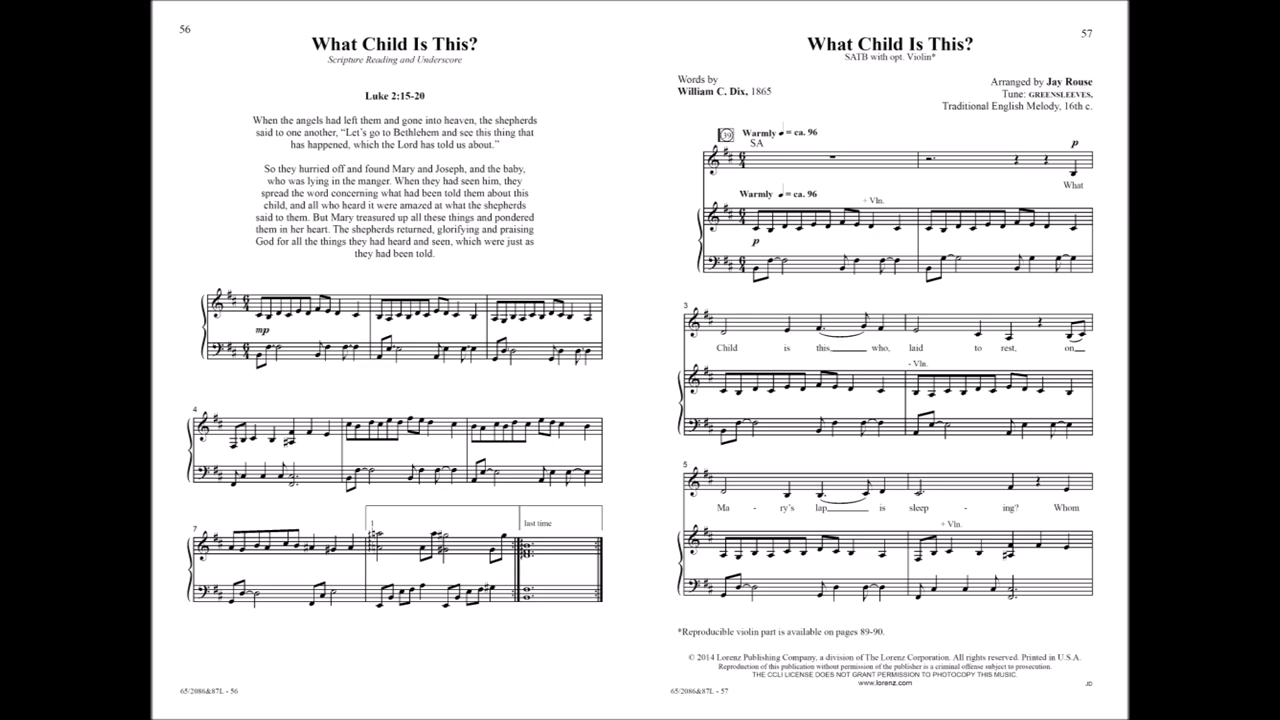 56
What Child Is This?
Scripture Reading and Underscore
Luke 2:15-20
When the angels had left them and gone into heaven, the shepherds
said to one another, “Let’s go to Bethlehem and see this thing that
has happened, which the Lord has told us about.”
So they hurried off and found Mary and Joseph, and the baby,
who was lying in the manger. When they had seen him, they
spread the word concerning what had been told them about this
child, and all who heard it were amazed at what the shepherds
said to them. But Mary treasured up all these things and pondered
them in her heart. The shepherds returned, glorifying and praising
God for all the things they had heard and seen, which were just as
they had been told.
6
4
mp
4
7
1
last time
65/2086&87L - 56
57
What Child Is This?
SATB with opt. Violin*
Words by
William C. Dix, 1865
Arranged by Jay Rouse
Tune: GREENSLEEVES,
Traditional English Melody, 16th c.
39
Warmly ♩ = ca. 96
SA
p
What
Warmly ♩ = ca. 96
+ Vln.
p
3
Child is this who, laid to rest, on
- Vln.
5
Ma - ry’s lap is sleep - ing? Whom
+ Vln.
*Reproducible violin part is available on pages 89-90.
© 2014 Lorenz Publishing Company, a division of The Lorenz Corporation. All rights reserved. Printed in U.S.A.
Reproduction of this publication without permission of the publisher is a criminal offense subject to prosecution.
THE CCLI LICENSE DOES NOT GRANT PERMISSION TO PHOTOCOPY THIS MUSIC.
www.lorenz.com
JD
65/2086&87L - 57